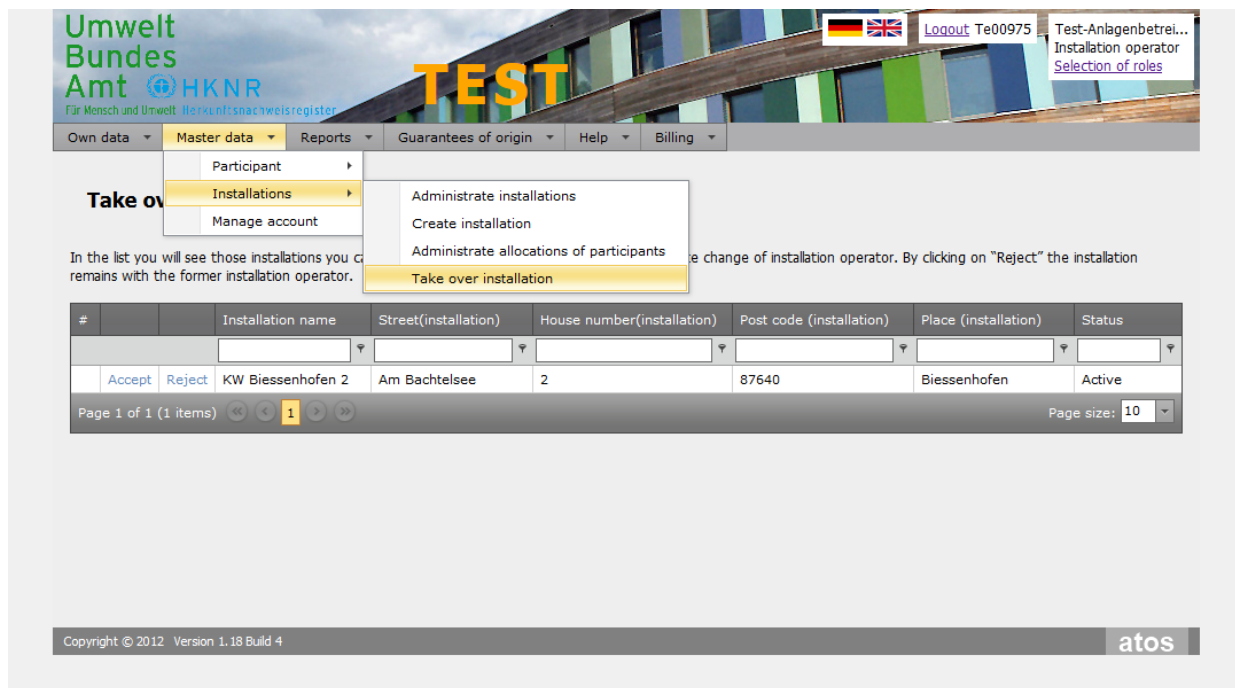 Umwelt
Bundes
Amt HKNR
Für Mensch und Umwelt Herkunftsnachweisregister
TEST
Logout Te00975
Test-Anlagenbetrei...
Installation operator
Selection of roles
Own data Master data Reports Guarantees of origin Help Billing
Participant
Installations
Manage account
Administrate installations
Create installation
Administrate allocations of participants
Take over installation
Take ov
In the list you will see those installations you c e change of installation operator. By clicking on "Reject" the installation
remains with the former installation operator.
# Installation name Street(installation) House number(installation) Post code (installation) Place (installation) Status
Accept Reject KW Biessenhofen 2 Am Bachtelsee 2 87640 Biessenhofen Active
Page 1 of 1 (1 items) 1 Page size: 10
Copyright © 2012 Version 1.18 Build 4
atos